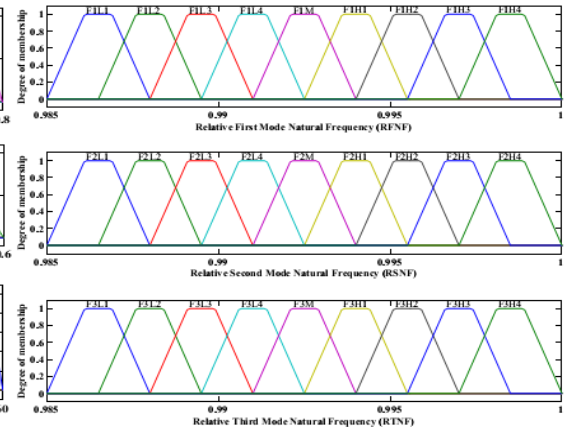 F1L1 F1L2 F1L3 F1L4 F1M F1H1 F1H2 F1H3 F1H4
Degree of membership
1
0.8
0.6
0.4
0.2
0
0.985 0.99 0.995 1
Relative First Mode Natural Frequency (RFNF)
F2L1 F2L2 F2L3 F2L4 F2M F2H1 F2H2 F2H3 F2H4
Degree of membership
1
0.8
0.6
0.4
0.2
0
0.985 0.99 0.995 1
Relative Second Mode Natural Frequency (RSNF)
F3L1 F3L2 F3L3 F3L4 F3M F3H1 F3H2 F3H3 F3H4
Degree of membership
1
0.8
0.6
0.4
0.2
0
0.985 0.99 0.995 1
Relative Third Mode Natural Frequency (RTNF)